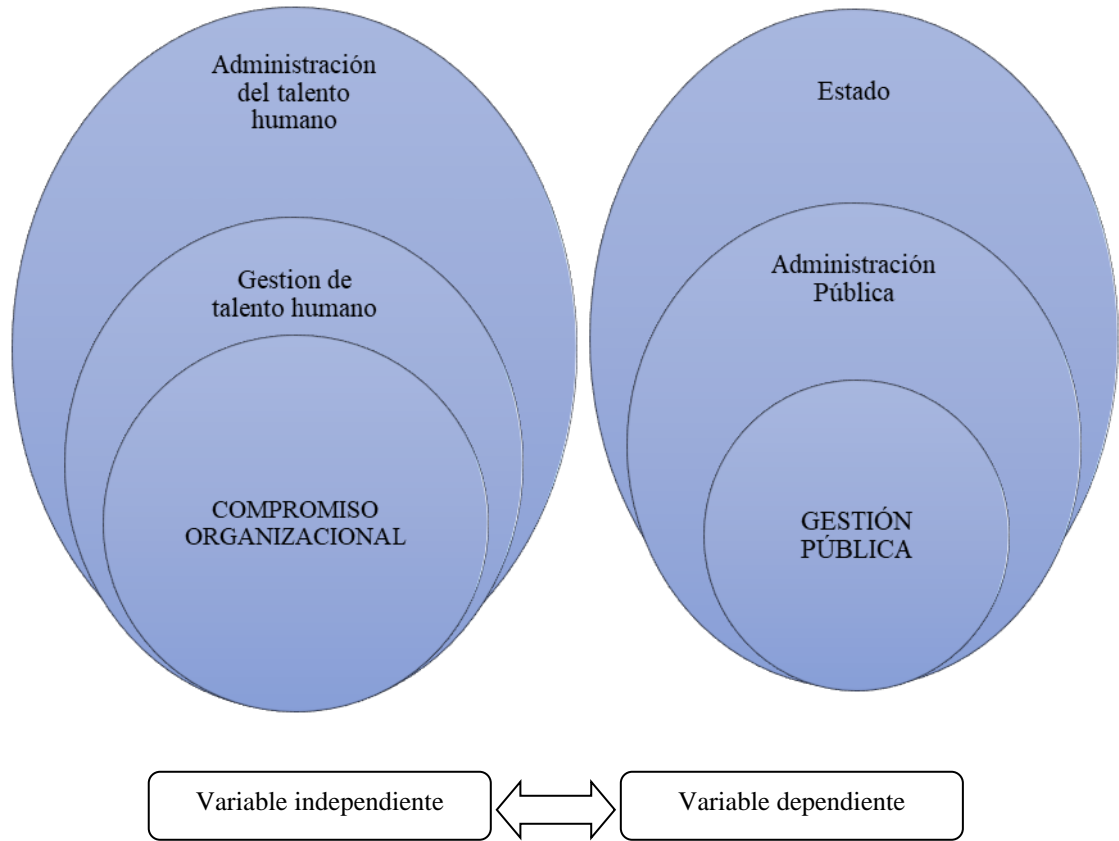 Administración
del talento
humano
Gestion de
talento humano
COMPROMISO
ORGANIZACIONAL
Estado
Administración
Pública
GESTIÓN
PÚBLICA
Variable independiente
Variable dependiente